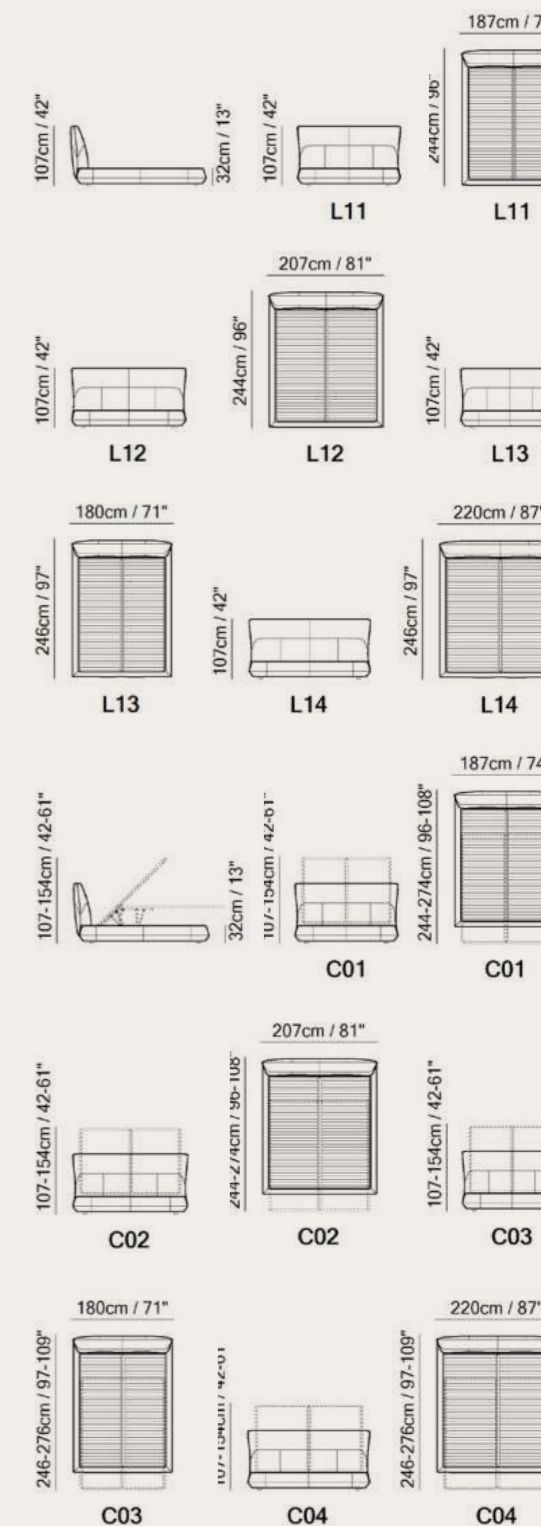 187cm / 7
107cm / 42"
32cm / 13"
107cm / 42"
244cm / 96"
L11
L11
207cm / 81"
107cm / 42"
244cm / 96"
107cm / 42"
L12
L12
L13
180cm / 71"
220cm / 87"
246cm / 97"
107cm / 42"
246cm / 97"
L13
L14
L14
187cm / 74
107-154cm / 42-61"
32cm / 13"
107-154cm / 42-61"
244-274cm / 96-108"
C01
C01
207cm / 81"
107-154cm / 42-61"
244-274cm / 96-108"
107-154cm / 42-61"
C02
C02
C03
180cm / 71"
220cm / 87"
246-276cm / 97-109"
107-154cm / 42-61
246-276cm / 97-109"
C03
C04
C04